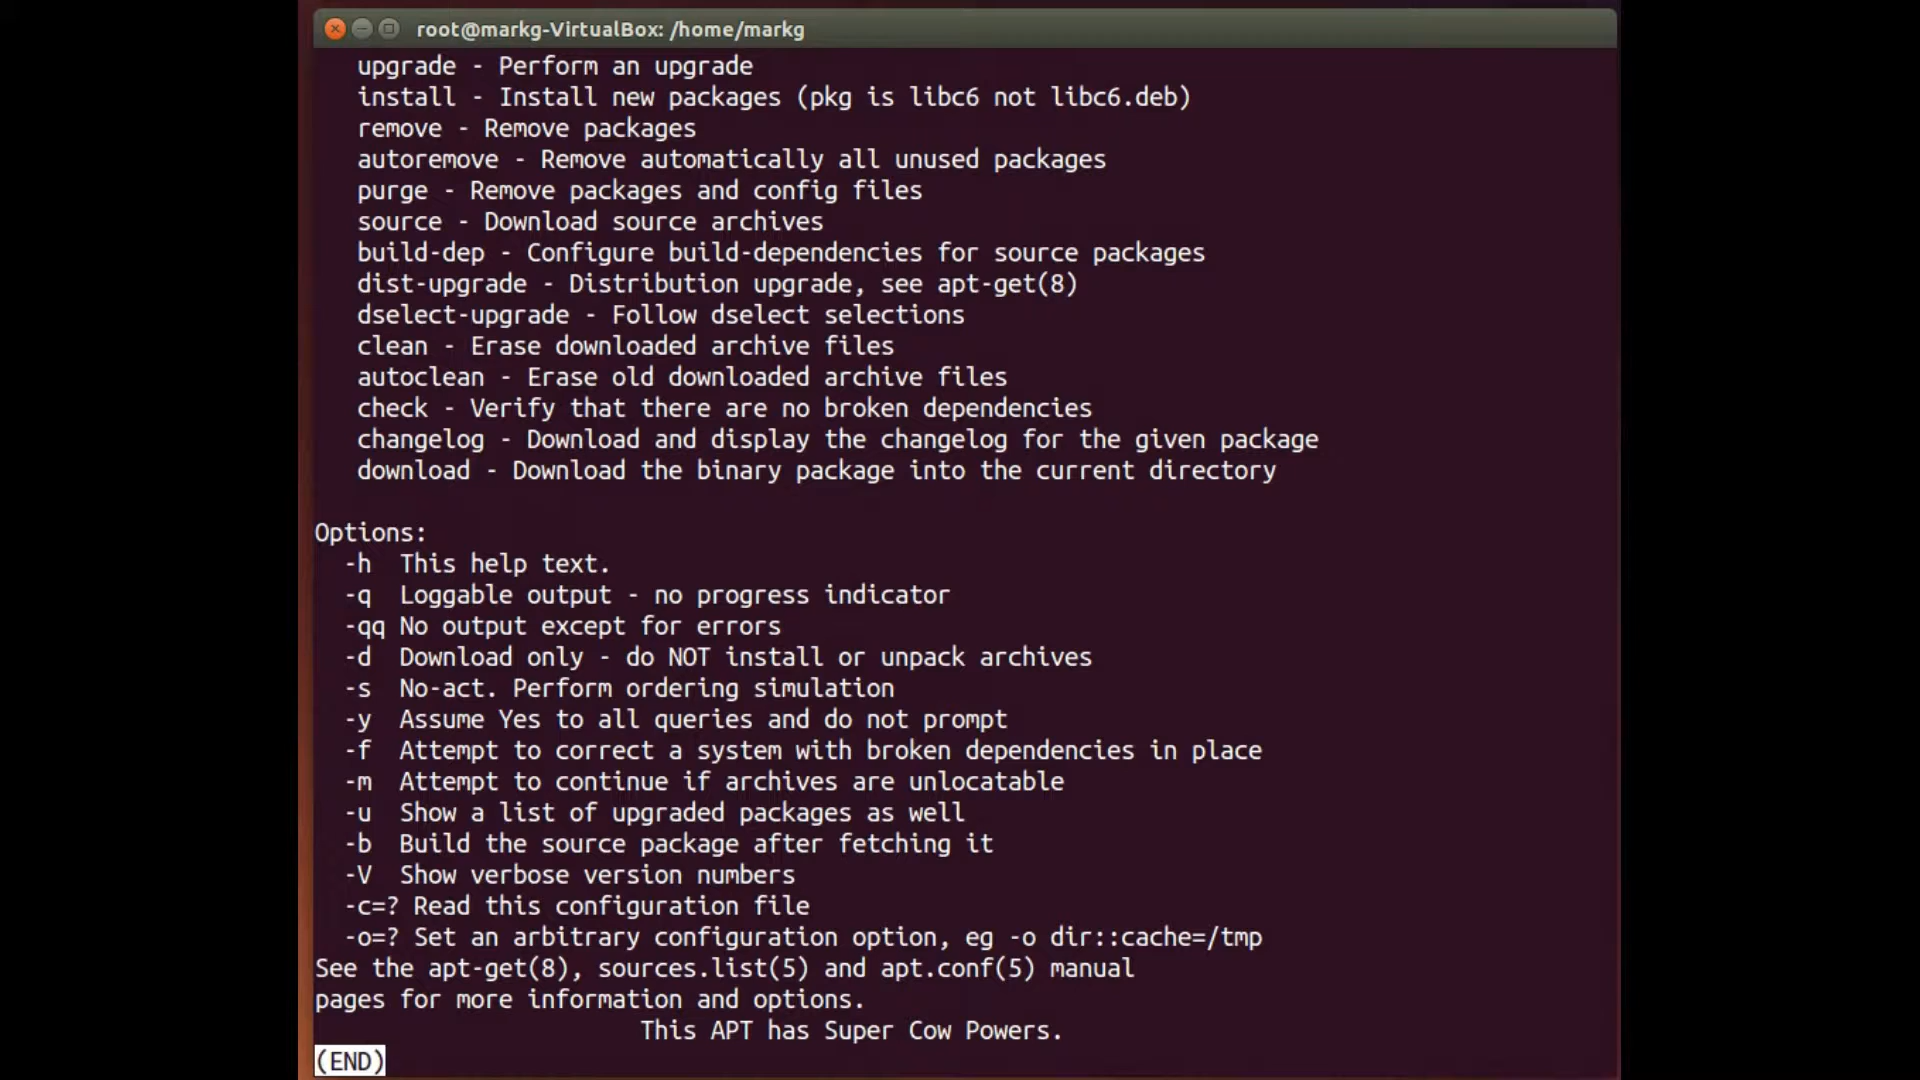 root@markg-VirtualBox: /home/markg
upgrade - Perform an upgrade
install - Install new packages (pkg is libc6 not libc6.deb)
remove - Remove packages
autoremove - Remove automatically all unused packages
purge - Remove packages and config files
source - Download source archives
build-dep - Configure build-dependencies for source packages
dist-upgrade - Distribution upgrade, see apt-get(8)
dselect-upgrade - Follow dselect selections
clean - Erase downloaded archive files
autoclean - Erase old downloaded archive files
check - Verify that there are no broken dependencies
changelog - Download and display the changelog for the given package
download - Download the binary package into the current directory
Options:
-h  This help text.
-q  Loggable output - no progress indicator
-qq No output except for errors
-d  Download only - do NOT install or unpack archives
-s  No-act. Perform ordering simulation
-y  Assume Yes to all queries and do not prompt
-f  Attempt to correct a system with broken dependencies in place
-m  Attempt to continue if archives are unlocatable
-u  Show a list of upgraded packages as well
-b  Build the source package after fetching it
-V  Show verbose version numbers
-c=? Read this configuration file
-o=? Set an arbitrary configuration option, eg -o dir::cache=/tmp
See the apt-get(8), sources.list(5) and apt.conf(5) manual
pages for more information and options.
This APT has Super Cow Powers.
(END)